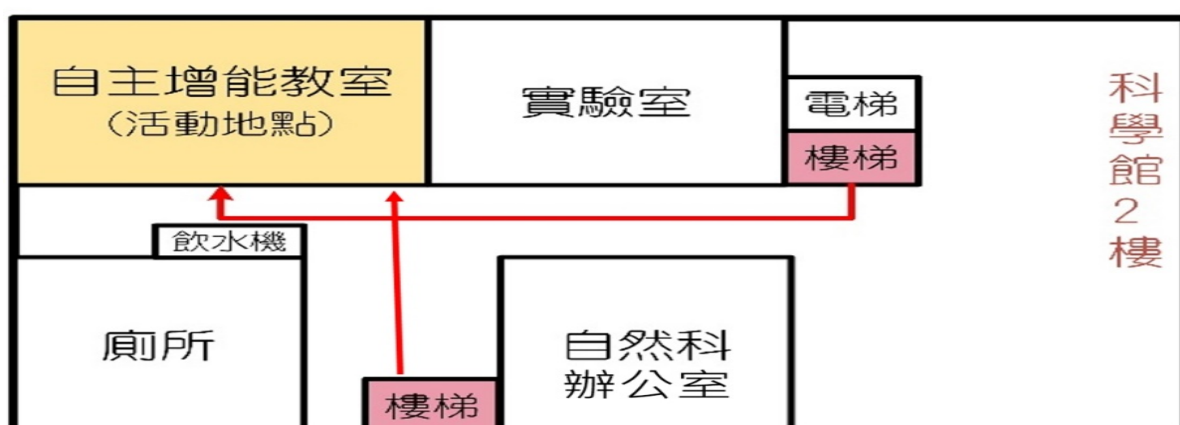 自主增能教室
(活動地點)
實驗室
電梯
樓梯
科學館2樓
飲水機
廁所
自然科
辦公室
樓梯